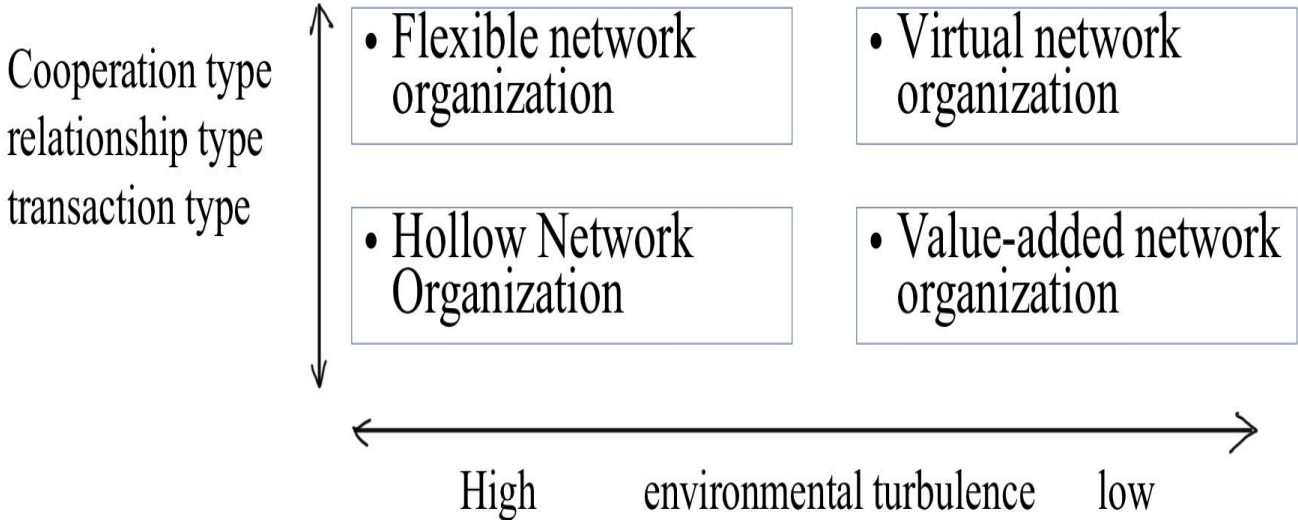 Cooperation type
relationship type
transaction type
• Flexible network
organization
• Virtual network
organization
• Hollow Network
Organization
• Value-added network
organization
High environmental turbulence low